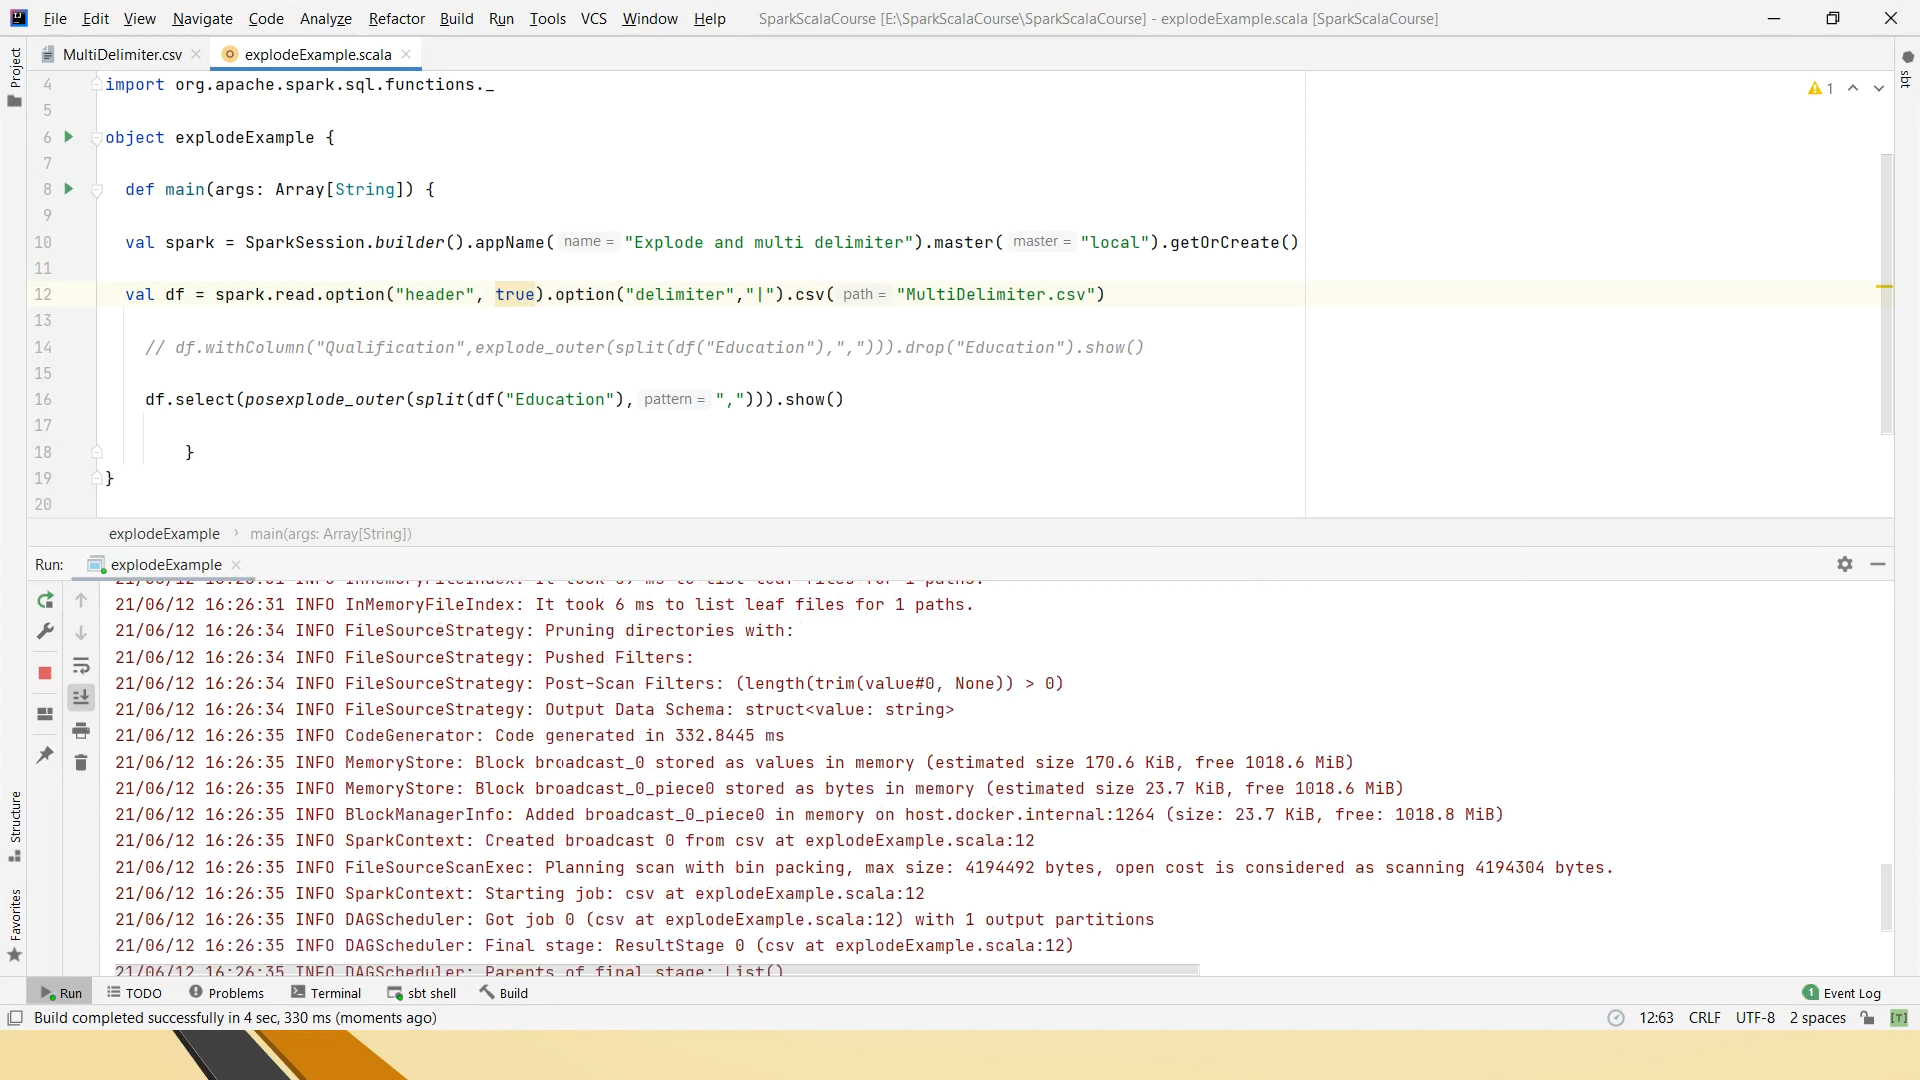 File Edit View Navigate Code Analyze Refactor Build Run Tools VCS Window Help SparkScalaCourse [E:\SparkScalaCourse\SparkScalaCourse] - explodeExample.scala [SparkScalaCourse]
Project
MultiDelimiter.csv
explodeExample.scala
sbt
4 import org.apache.spark.sql.functions._
1
5
6 object explodeExample {
7
8 def main(args: Array[String]) {
9
10 val spark = SparkSession.builder().appName( name = "Explode and multi delimiter").master( master = "local").getOrCreate()
11
12 val df = spark.read.option("header", true).option("delimiter","|").csv( path = "MultiDelimiter.csv")
13
14 // df.withColumn("Qualification",explode_outer(split(df("Education"),","))).drop("Education").show()
15
16 df.select(posexplode_outer(split(df("Education"), pattern = ","))).show()
17
18 }
19 }
20
explodeExample › main(args: Array[String])
Run: explodeExample
21/06/12 16:26:31 INFO InMemoryFileIndex: It took 6 ms to list leaf files for 1 paths.
21/06/12 16:26:34 INFO FileSourceStrategy: Pruning directories with:
21/06/12 16:26:34 INFO FileSourceStrategy: Pushed Filters:
21/06/12 16:26:34 INFO FileSourceStrategy: Post-Scan Filters: (length(trim(value#0, None)) > 0)
21/06/12 16:26:34 INFO FileSourceStrategy: Output Data Schema: struct<value: string>
21/06/12 16:26:35 INFO CodeGenerator: Code generated in 332.8445 ms
21/06/12 16:26:35 INFO MemoryStore: Block broadcast_0 stored as values in memory (estimated size 170.6 KiB, free 1018.6 MiB)
21/06/12 16:26:35 INFO MemoryStore: Block broadcast_0_piece0 stored as bytes in memory (estimated size 23.7 KiB, free 1018.6 MiB)
21/06/12 16:26:35 INFO BlockManagerInfo: Added broadcast_0_piece0 in memory on host.docker.internal:1264 (size: 23.7 KiB, free: 1018.8 MiB)
21/06/12 16:26:35 INFO SparkContext: Created broadcast 0 from csv at explodeExample.scala:12
21/06/12 16:26:35 INFO FileSourceScanExec: Planning scan with bin packing, max size: 4194492 bytes, open cost is considered as scanning 4194304 bytes.
21/06/12 16:26:35 INFO SparkContext: Starting job: csv at explodeExample.scala:12
21/06/12 16:26:35 INFO DAGScheduler: Got job 0 (csv at explodeExample.scala:12) with 1 output partitions
21/06/12 16:26:35 INFO DAGScheduler: Final stage: ResultStage 0 (csv at explodeExample.scala:12)
21/06/12 16:26:35 INFO DAGScheduler: Parents of final stage: List()
Structure
Favorites
Run TODO Problems Terminal sbt shell Build 1 Event Log
Build completed successfully in 4 sec, 330 ms (moments ago) 12:63 CRLF UTF-8 2 spaces [T]